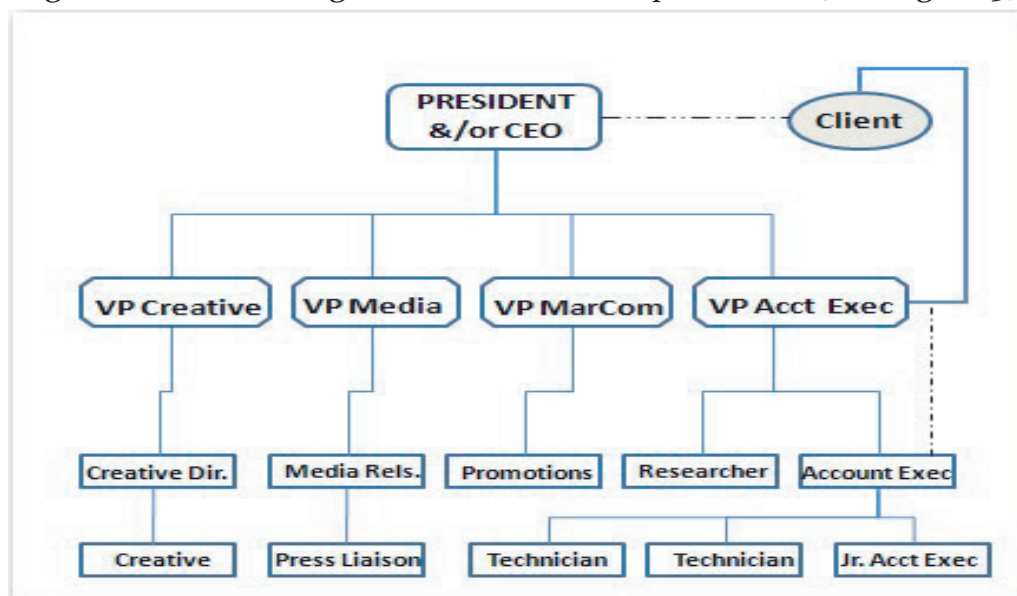 PRESIDENT
&/or CEO
Client
VP Creative
VP Media
VP MarCom
VP Acct Exec
Creative Dir.
Media Rels.
Promotions
Researcher
Account Exec
Creative
Press Liaison
Technician
Technician
Jr. Acct Exec